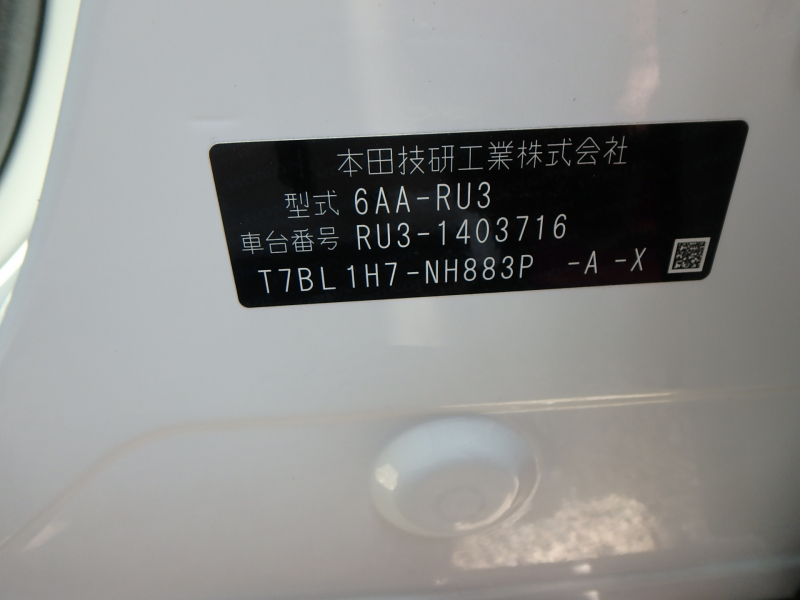 本田技研工業株式会社
型式 6AA-RU3
車台番号 RU3-1403716
T7BL1H7-NH883P -A -X